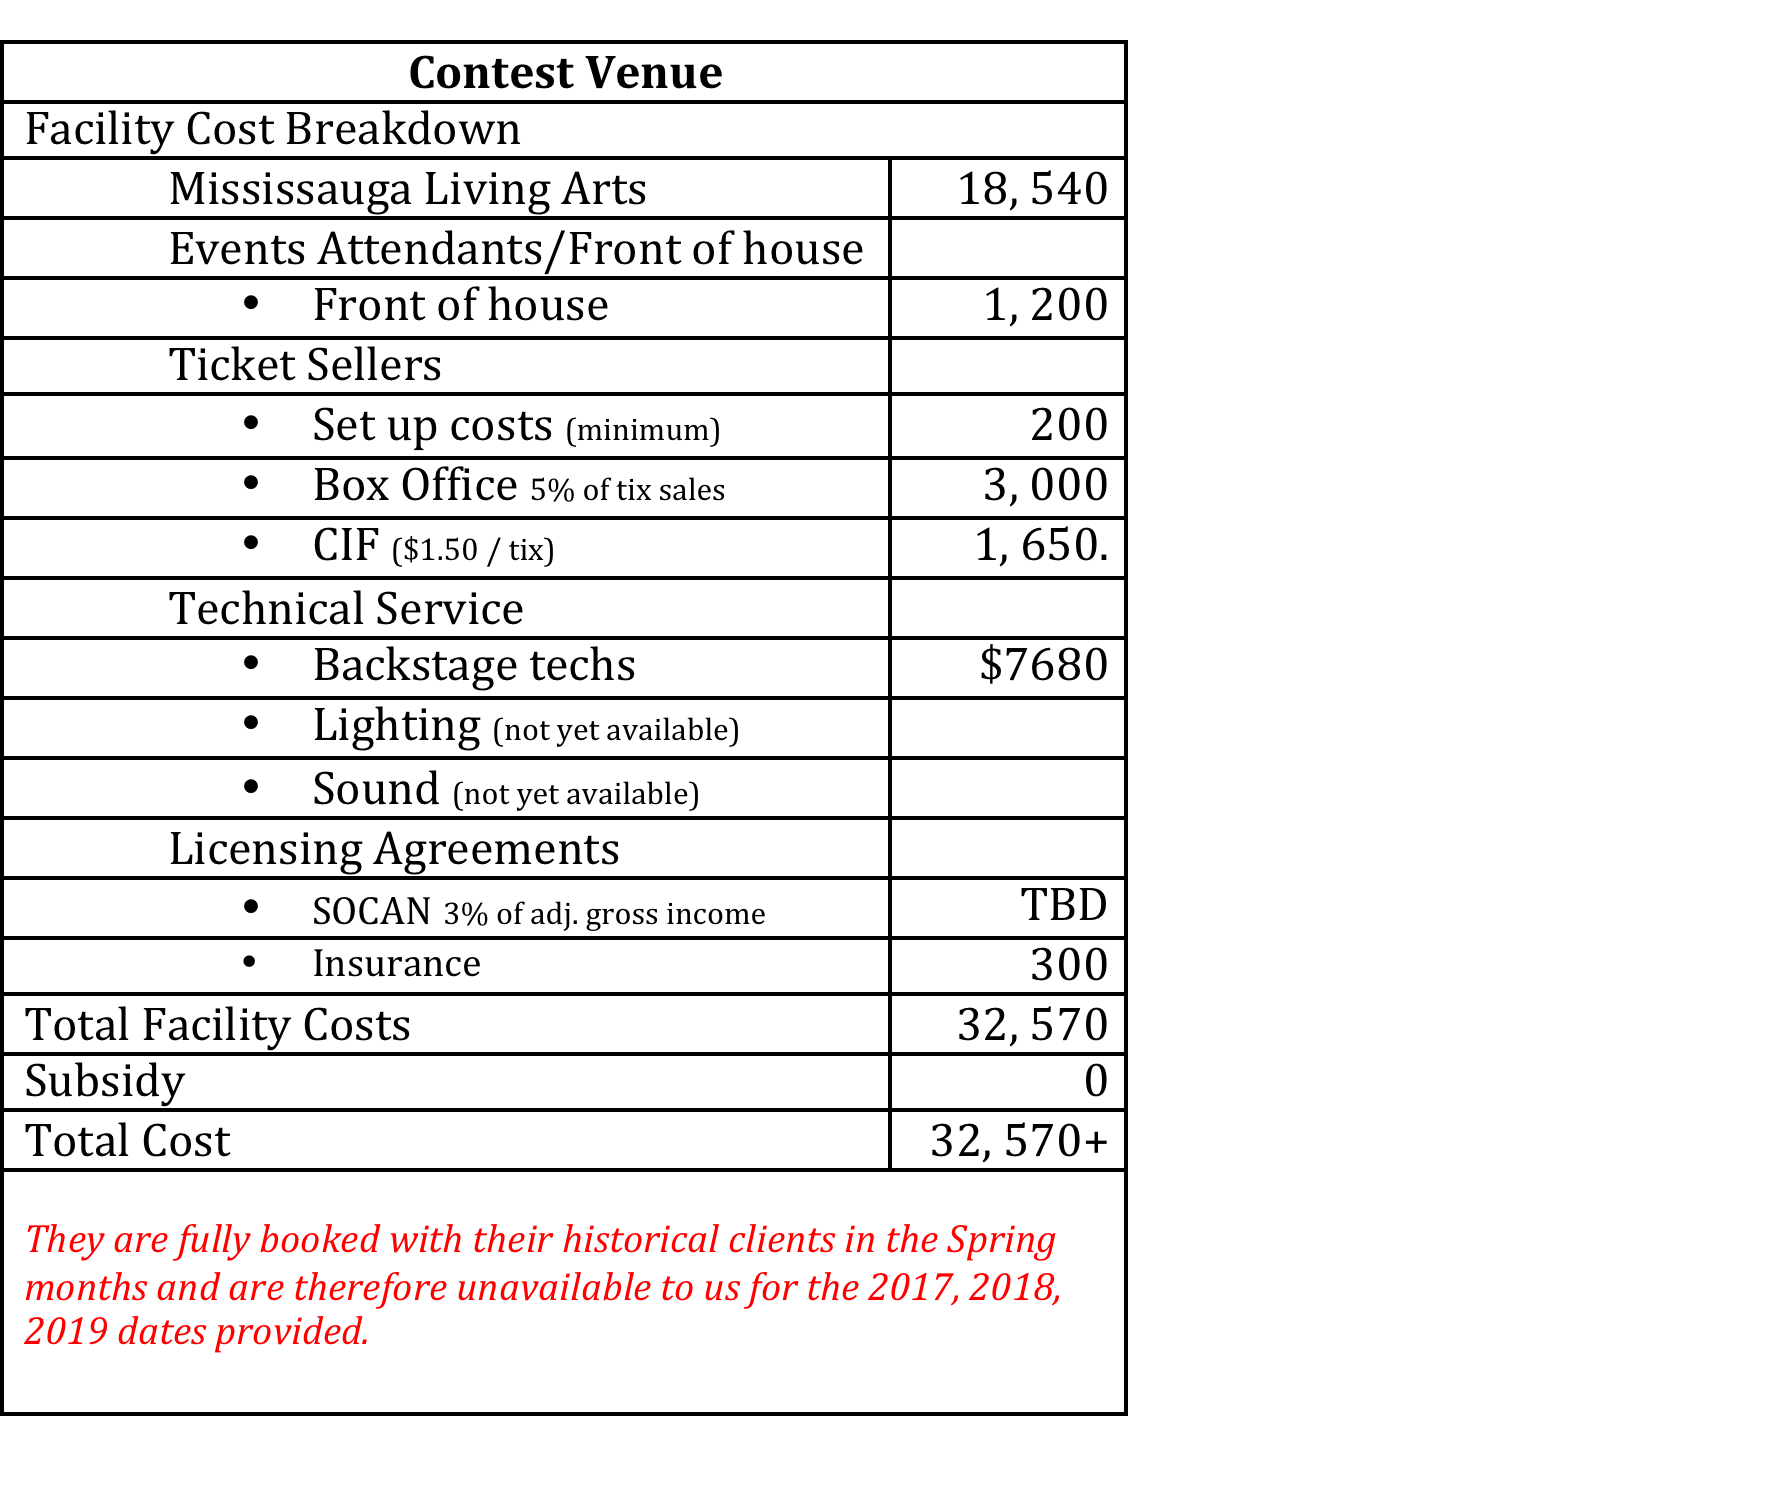 Contest Venue
Facility Cost Breakdown
Mississauga Living Arts 18, 540
Events Attendants/Front of house
• Front of house 1, 200
Ticket Sellers
• Set up costs (minimum) 200
• Box Office 5% of tix sales 3, 000
• CIF ($1.50 / tix) 1, 650.
Technical Service
• Backstage techs $7680
• Lighting (not yet available)
• Sound (not yet available)
Licensing Agreements
• SOCAN 3% of adj. gross income TBD
• Insurance 300
Total Facility Costs 32, 570
Subsidy 0
Total Cost 32, 570+
They are fully booked with their historical clients in the Spring
months and are therefore unavailable to us for the 2017, 2018,
2019 dates provided.